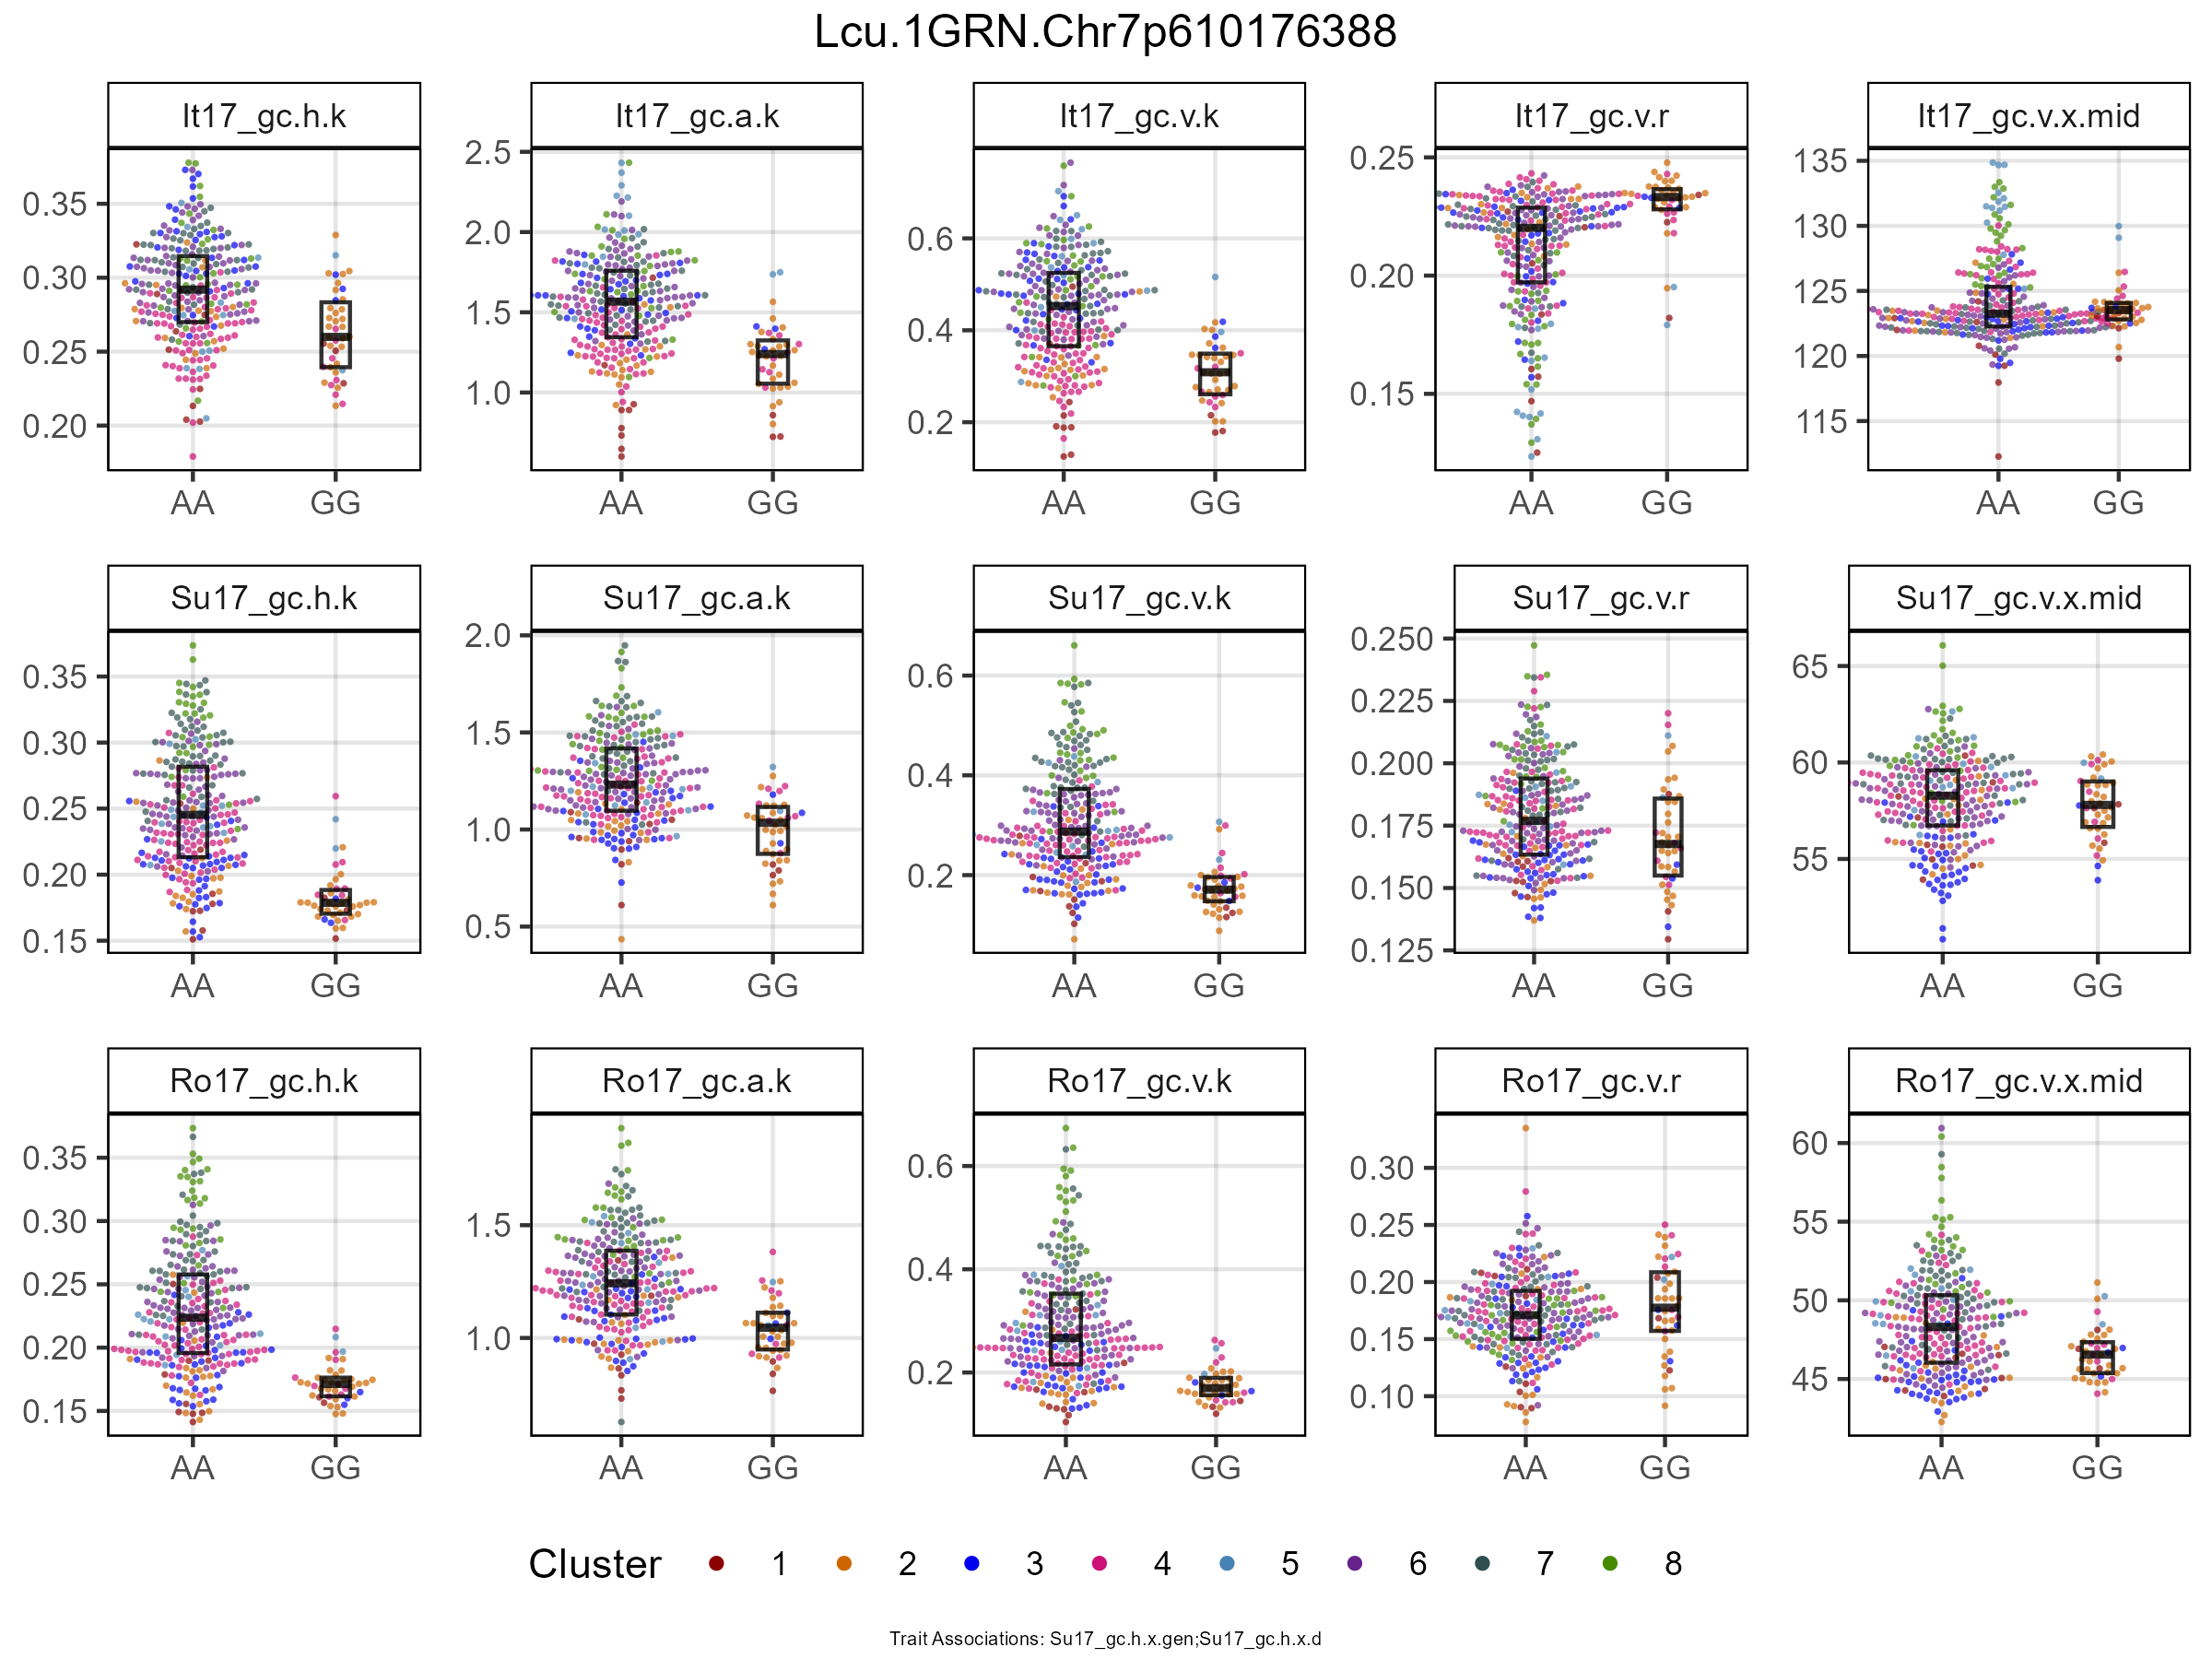 Lcu.1GRN.Chr7p610176388
It17_gc.h.k It17_gc.a.k It17_gc.v.k It17_gc.v.r It17_gc.v.x.mid
0.35 0.30 0.25 0.20
2.5 2.0 1.5 1.0
0.6 0.4 0.2
0.25 0.20 0.15
135 130 125 120 115
AA GG AA GG AA GG AA GG AA GG
Su17_gc.h.k Su17_gc.a.k Su17_gc.v.k Su17_gc.v.r Su17_gc.v.x.mid
0.35 0.30 0.25 0.20 0.15
2.0 1.5 1.0 0.5
0.6 0.4 0.2
0.250 0.225 0.200 0.175 0.150 0.125
65 60 55
AA GG AA GG AA GG AA GG AA GG
Ro17_gc.h.k Ro17_gc.a.k Ro17_gc.v.k Ro17_gc.v.r Ro17_gc.v.x.mid
0.35 0.30 0.25 0.20 0.15
1.5 1.0
0.6 0.4 0.2
0.30 0.25 0.20 0.15 0.10
60 55 50 45
AA GG AA GG AA GG AA GG AA GG
Cluster 1 2 3 4 5 6 7 8
Trait Associations: Su17_gc.h.x.gen;Su17_gc.h.x.d